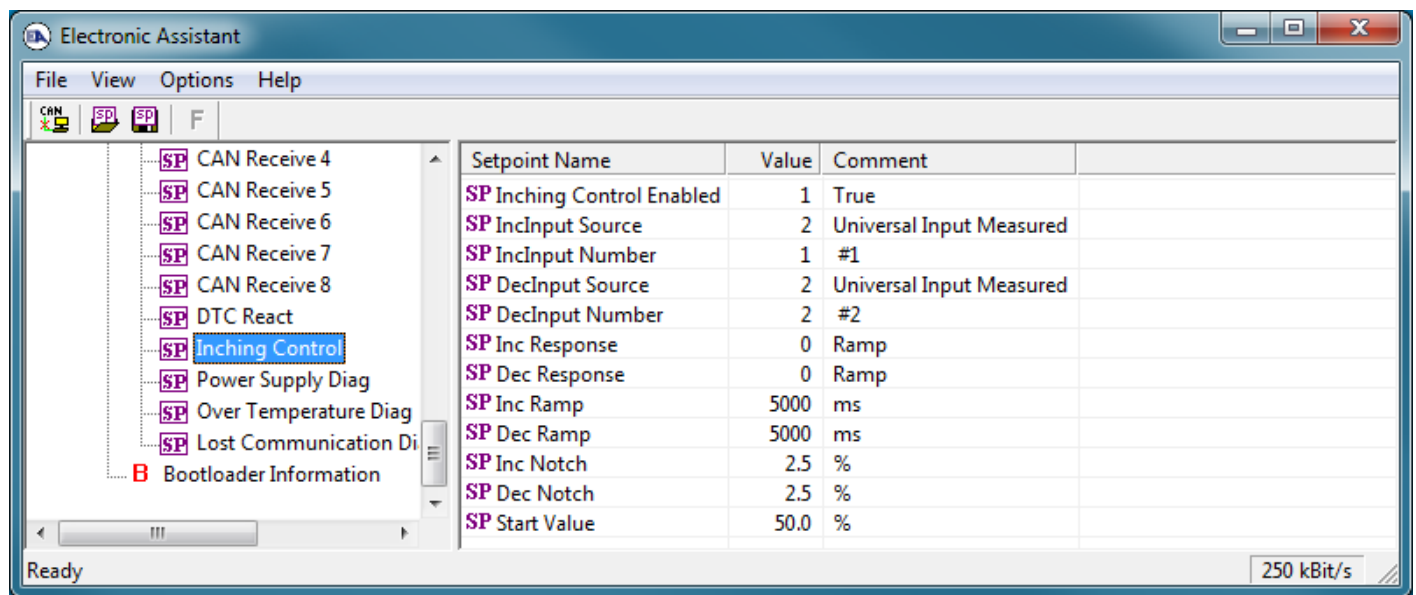 EA Electronic Assistant
File View Options Help
CAN SP SP F
SP CAN Receive 4
SP CAN Receive 5
SP CAN Receive 6
SP CAN Receive 7
SP CAN Receive 8
SP DTC React
SP Inching Control
SP Power Supply Diag
SP Over Temperature Diag
SP Lost Communication Di
B Bootloader Information
Setpoint Name Value Comment
SP Inching Control Enabled 1 True
SP IncInput Source 2 Universal Input Measured
SP IncInput Number 1 #1
SP DecInput Source 2 Universal Input Measured
SP DecInput Number 2 #2
SP Inc Response 0 Ramp
SP Dec Response 0 Ramp
SP Inc Ramp 5000 ms
SP Dec Ramp 5000 ms
SP Inc Notch 2.5 %
SP Dec Notch 2.5 %
SP Start Value 50.0 %
Ready 250 kBit/s